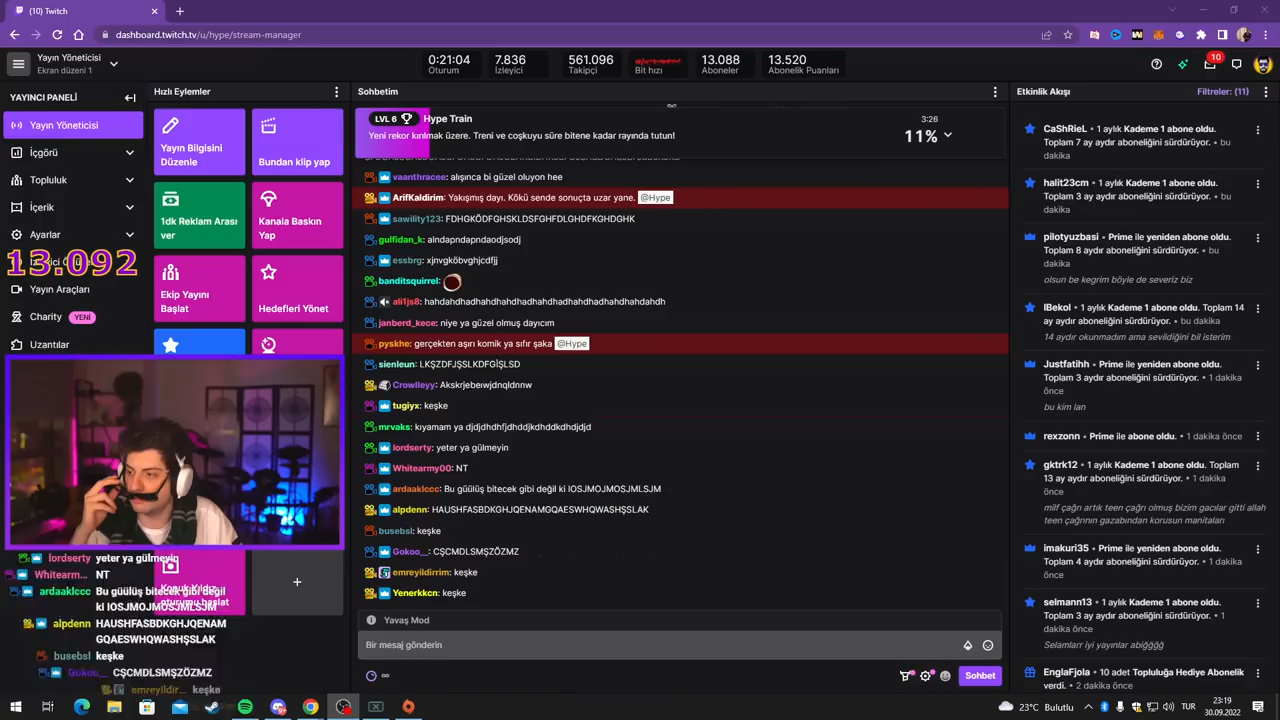 (10) Twitch
dashboard.twitch.tv/u/hype/stream-manager
Yayın Yöneticisi
Ekran düzeni 1
0:21:04
Oturum
7.836
İzleyici
561.096
Takipçi
Bit hızı
13.088
Aboneler
13.520
Abonelik Puanları
10
YAYINCI PANELİ
Yayın Yöneticisi
İçgörü
Topluluk
İçerik
Ayarlar
13.092
Yayın Araçları
Charity YENİ
Uzantılar
Hızlı Eylemler
Yayın Bilgisini
Düzenle
Bundan klip yap
1dk Reklam Arası
ver
Kanala Baskın
Yap
Ekip Yayını
Başlat
Hedefleri Yönet
Konuk Yıldız
oturumu başlat
lordserty yeter ya gülmeyin
Whitearm... NT
ardaaklccc Bu güülüş bitecek gibi değil
ki IOSJMOJMOSJMLSJM
alpdenn HAUSHFASBDKGHJQENAM
GQAESWHQWASHŞSLAK
busebsl keşke
Gokoo_ CŞCMDLSMŞZÖZMZ
emreyildirim keşke
Sohbetim
LVL 6 Hype Train
3:26
Yeni rekor kırılmak üzere. Treni ve coşkuyu süre bitene kadar rayında tutun!
11%
vaanthracee: alışınca bi güzel oluyon hee
ArifKaldirim: Yakışmış dayı. Kökü sende sonuçta uzar yane. @Hype
sawility123: FDHGKÖDFGHSKLDSFGHFDLGHDFKGHDGHK
gulfidan_k: alndapndapndaodjsodj
essbrg: xjnvgköbvghjcdfjj
banditsquirrel:
ali1js8: hahdahdhadhahdhahdhadhahdhadhahdhadhahdhadahdh
janberd_kece: niye ya güzel olmuş dayıcım
pyskhe: gerçekten aşırı komik ya sıfır şaka @Hype
sienleun: LKŞZDFJŞSLKDFGİŞLSD
Crowlleyy: Akskrjebeıwjdnqldnnw
tugiyx: keşke
mrvaks: kıyamam ya djdjdhdhfjdhddjkdhddkdhdjdjd
lordserty: yeter ya gülmeyin
Whitearmy00: NT
ardaaklccc: Bu güülüş bitecek gibi değil ki IOSJMOJMOSJMLSJM
alpdenn: HAUSHFASBDKGHJQENAMGQAESWHQWASHŞSLAK
busebsl: keşke
Gokoo__: CŞCMDLSMŞZÖZMZ
emreyildirrim: keşke
Yenerkkcn: keşke
Yavaş Mod
Bir mesaj gönderin
Sohbet
Etkinlik Akışı
Filtreler: (11)
CaShRieL • 1 aylık Kademe 1 abone oldu.
Toplam 7 ay aydır aboneliğini sürdürüyor. • bu
dakika
halit23cm • 1 aylık Kademe 1 abone oldu.
Toplam 3 ay aydır aboneliğini sürdürüyor. • bu
dakika
pilotyuzbasi • Prime ile yeniden abone oldu.
Toplam 8 aydır aboneliğini sürdürüyor. • bu
dakika
olsun be kegrim böyle de severiz biz
IBekol • 1 aylık Kademe 1 abone oldu. Toplam 14
ay aydır aboneliğini sürdürüyor. • bu dakika
14 aydır okunmadım ama sevildiğini bil isterim
Justfatihh • Prime ile yeniden abone oldu.
Toplam 3 aydır aboneliğini sürdürüyor. • 1 dakika
önce
bu kim lan
rexzonn • Prime ile abone oldu. • 1 dakika önce
gktrk12 • 1 aylık Kademe 1 abone oldu. Toplam
13 ay aydır aboneliğini sürdürüyor. • 1 dakika
önce
milf çağrı artık teen çağrı olmuş bizim gacılar gitti allah
teen çağrının gazabından korusun manitaları
imakuri35 • Prime ile yeniden abone oldu.
Toplam 4 aydır aboneliğini sürdürüyor. • 1 dakika
önce
selmann13 • 1 aylık Kademe 1 abone oldu.
Toplam 3 ay aydır aboneliğini sürdürüyor. • 1
dakika önce
Selamlarr iyi yayınlar abiğğğğ
EnglaFjola • 10 adet Topluluğa Hediye Abonelik
verdi. • 2 dakika önce
23°C Bulutlu
TUR
23:19
30.09.2022